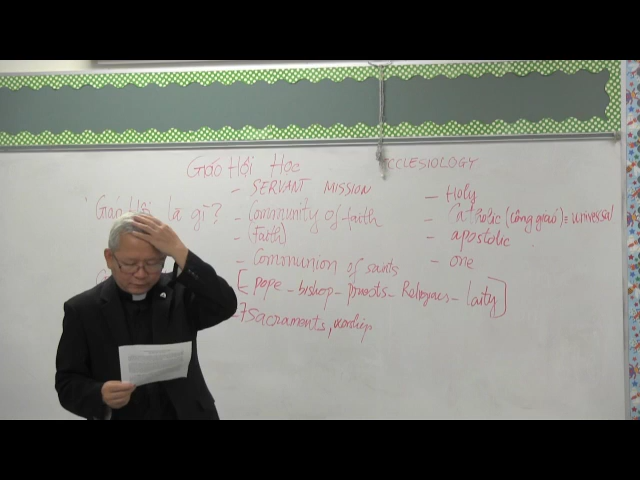 Giáo Hội Học ECCLESIOLOGY
- SERVANT MISSION
- Holy
Giáo Hội là gì? - Community of faith
- Catholic (công giáo) = universal
- (Faith)
- apostolic
- Communion of saints
- one
[pope - bishop - priests - Religious - laity]
- 7 Sacraments, worship